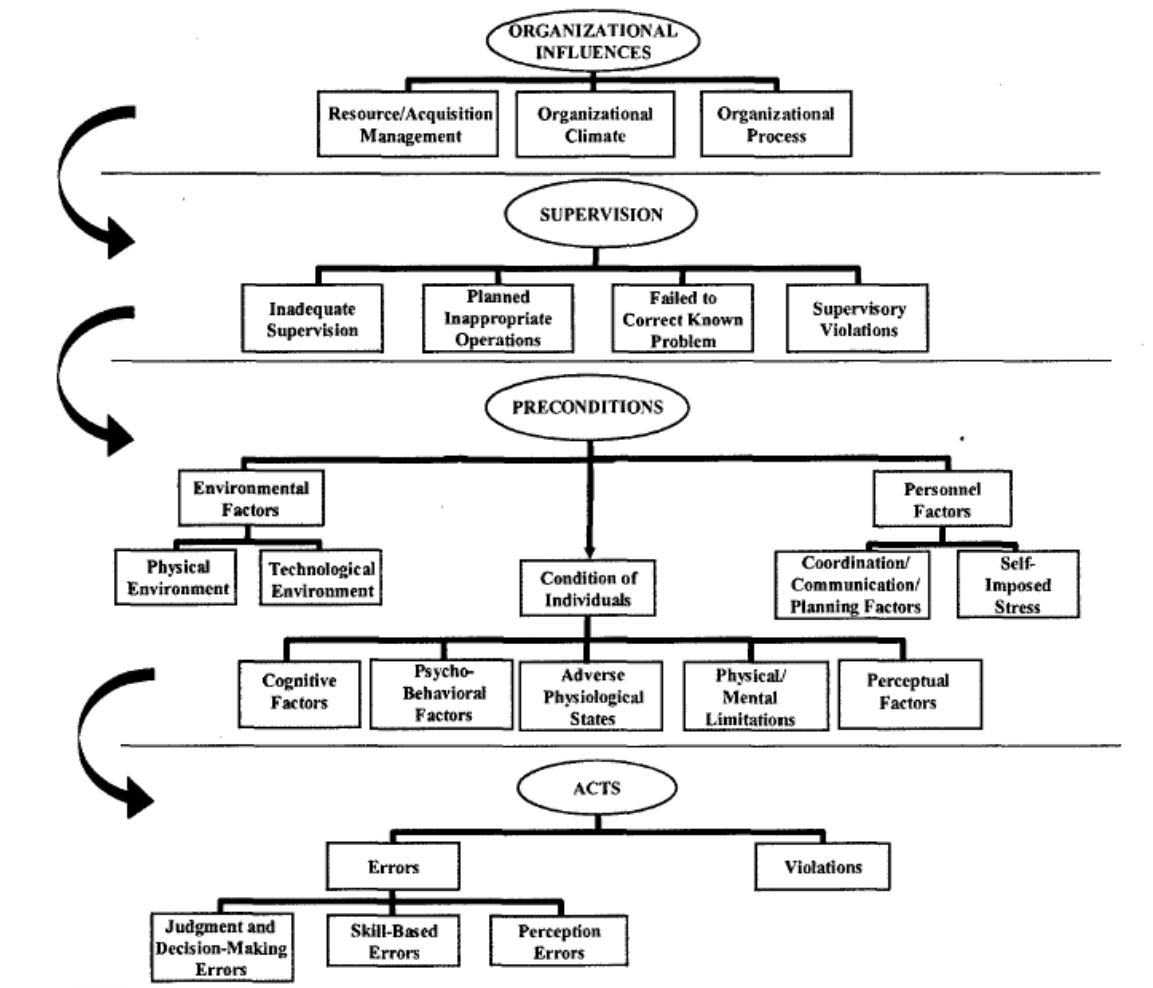 ORGANIZATIONAL
INFLUENCES
Resource/Acquisition
Management
Organizational
Climate
Organizational
Process
SUPERVISION
Inadequate
Supervision
Planned
Inappropriate
Operations
Failed to
Correct Known
Problem
Supervisory
Violations
PRECONDITIONS
Environmental
Factors
Personnel
Factors
Physical
Environment
Technological
Environment
Condition of
Individuals
Coordination/
Communication/
Planning Factors
Self-
Imposed
Stress
Cognitive
Factors
Psycho-
Behavioral
Factors
Adverse
Physiological
States
Physical/
Mental
Limitations
Perceptual
Factors
ACTS
Errors
Violations
Judgment and
Decision-Making
Errors
Skill-Based
Errors
Perception
Errors